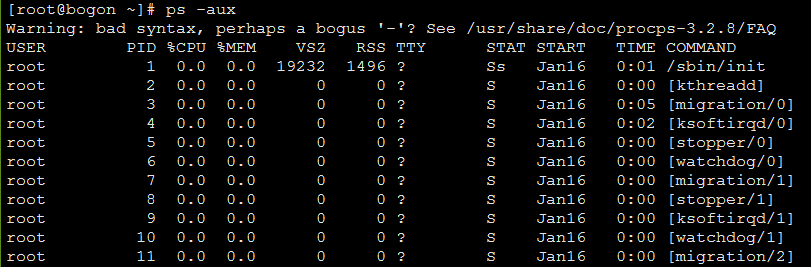 [root@bogon ~]# ps -aux
Warning: bad syntax, perhaps a bogus '-'? See /usr/share/doc/procps-3.2.8/FAQ
USER       PID %CPU %MEM    VSZ   RSS TTY      STAT START   TIME COMMAND
root         1  0.0  0.0  19232  1496 ?        Ss   Jan16   0:01 /sbin/init
root         2  0.0  0.0      0     0 ?        S    Jan16   0:00 [kthreadd]
root         3  0.0  0.0      0     0 ?        S    Jan16   0:05 [migration/0]
root         4  0.0  0.0      0     0 ?        S    Jan16   0:02 [ksoftirqd/0]
root         5  0.0  0.0      0     0 ?        S    Jan16   0:00 [stopper/0]
root         6  0.0  0.0      0     0 ?        S    Jan16   0:00 [watchdog/0]
root         7  0.0  0.0      0     0 ?        S    Jan16   0:00 [migration/1]
root         8  0.0  0.0      0     0 ?        S    Jan16   0:00 [stopper/1]
root         9  0.0  0.0      0     0 ?        S    Jan16   0:00 [ksoftirqd/1]
root        10  0.0  0.0      0     0 ?        S    Jan16   0:00 [watchdog/1]
root        11  0.0  0.0      0     0 ?        S    Jan16   0:00 [migration/2]